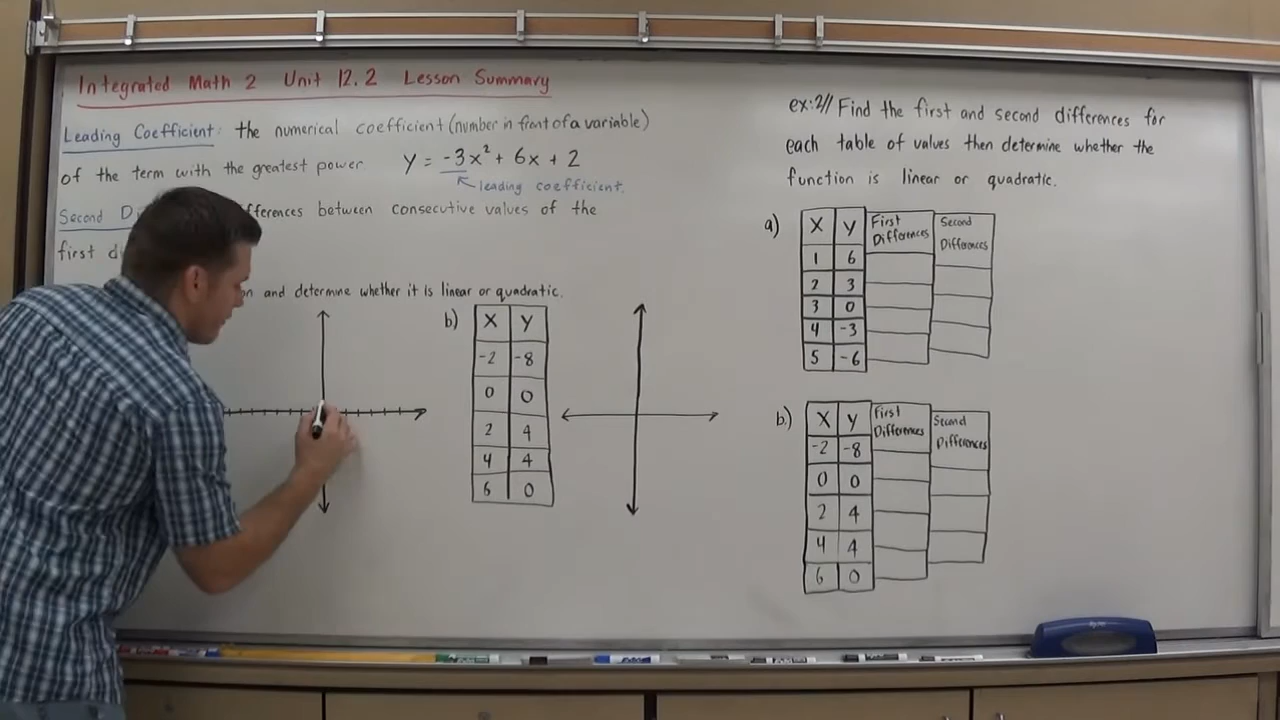 Integrated Math 2 Unit 12.2 Lesson Summary
Leading Coefficient: the numerical coefficient (number in front of a variable)
of the term with the greatest power. y = -3x² + 6x + 2
leading coefficient.
Second D fferences between consecutive values of the
first di
on and determine whether it is linear or quadratic.
b)
X Y
-2 -8
0 0
2 4
4 4
6 0
ex:2// Find the first and second differences for
each table of values then determine whether the
function is linear or quadratic.
a)
X Y First Differences Second Differences
1 6
2 3
3 0
4 -3
5 -6
b.)
X Y First Differences Second Differences
-2 -8
0 0
2 4
4 4
6 0